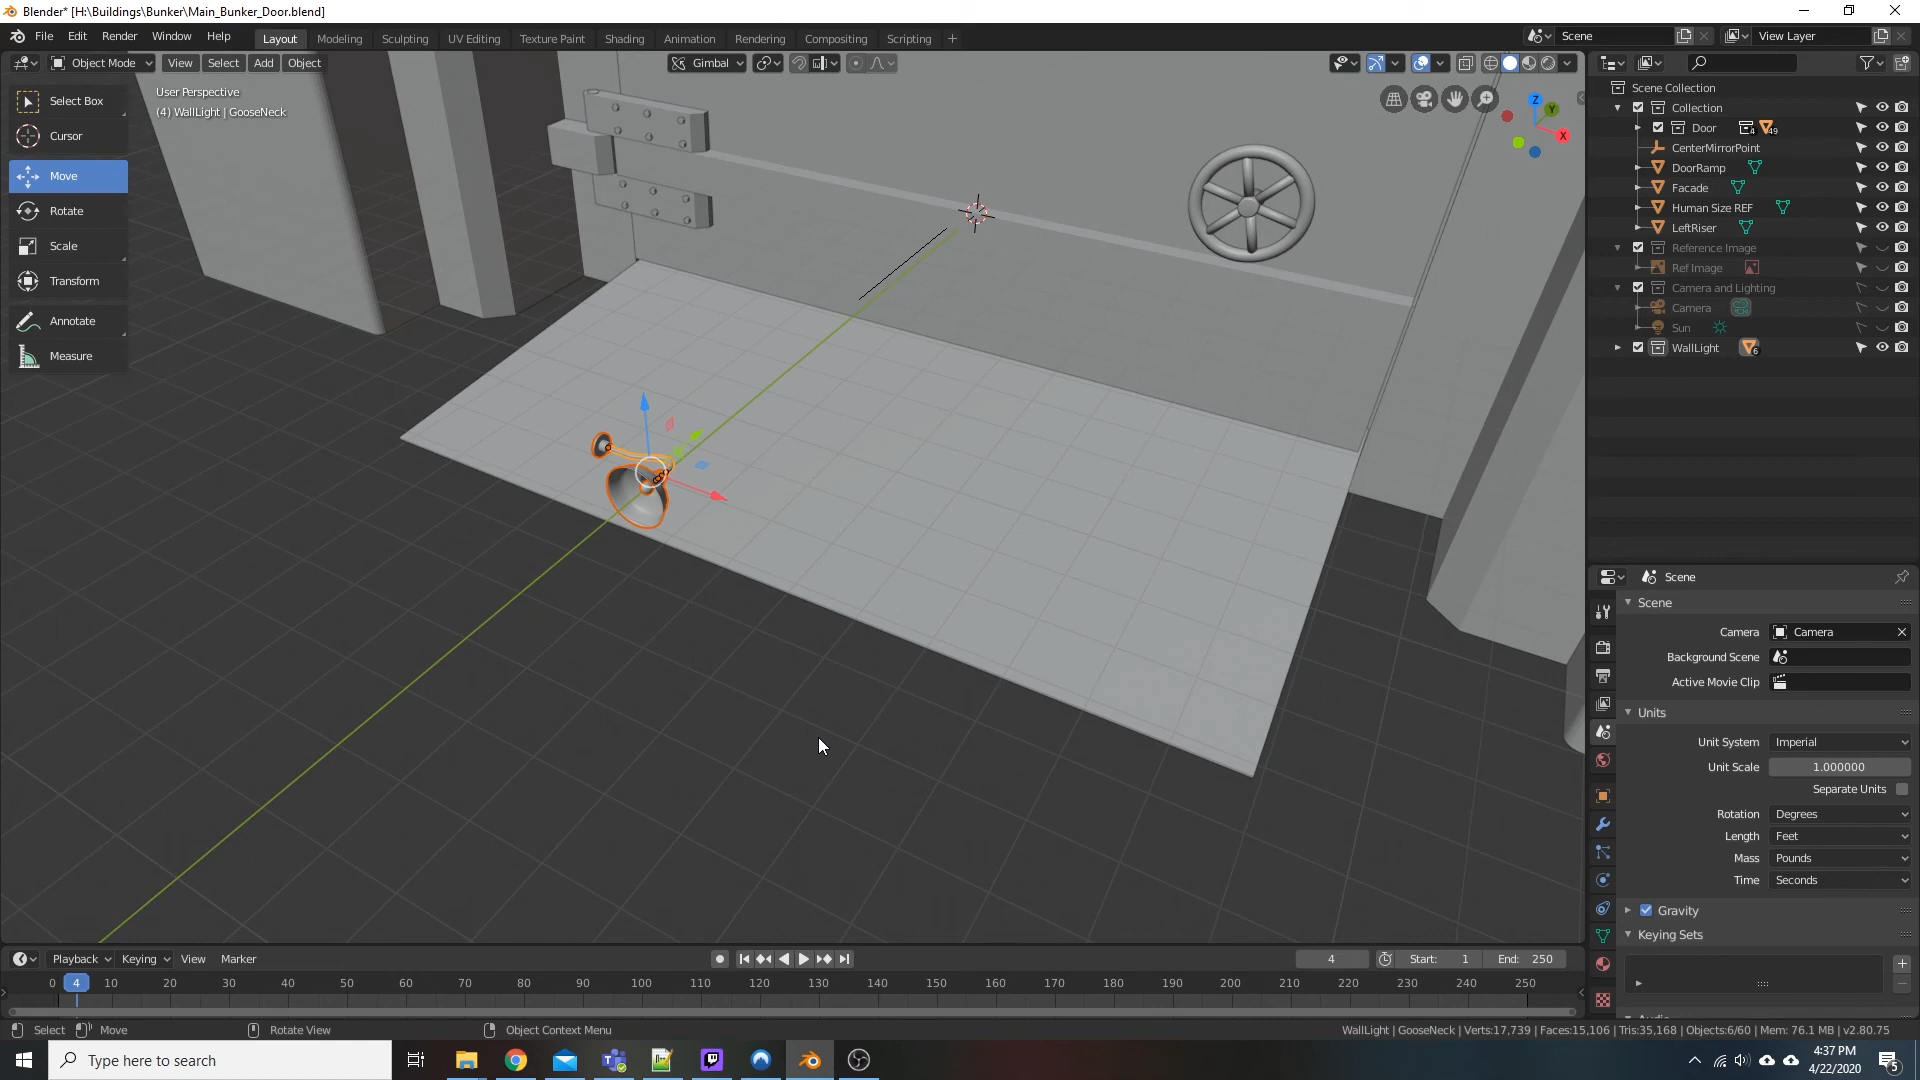 Blender* [H:\Buildings\Bunker\Main_Bunker_Door.blend]
File Edit Render Window Help
Layout Modeling Sculpting UV Editing Texture Paint Shading Animation Rendering Compositing Scripting +
Scene
View Layer
Object Mode View Select Add Object
Gimbal
User Perspective
(4) WallLight | GooseNeck
Select Box
Cursor
Move
Rotate
Scale
Transform
Annotate
Measure
Z
Y
X
Scene Collection
Collection
Door 4 49
CenterMirrorPoint
DoorRamp
Facade
Human Size REF
LeftRiser
Reference Image
Ref Image
Camera and Lighting
Camera
Sun
WallLight 6
Scene
Scene
Camera Camera
Background Scene
Active Movie Clip
Units
Unit System Imperial
Unit Scale 1.000000
Separate Units
Rotation Degrees
Length Feet
Mass Pounds
Time Seconds
Gravity
Keying Sets
Playback Keying View Marker
4 Start: 1 End: 250
0 4 10 20 30 40 50 60 70 80 90 100 110 120 130 140 150 160 170 180 190 200 210 220 230 240 250
Select Move Rotate View Object Context Menu
WallLight | GooseNeck | Verts:17,739 | Faces:15,106 | Tris:35,168 | Objects:6/60 | Mem: 76.1 MB | v2.80.75
Type here to search
4:37 PM
4/22/2020
5